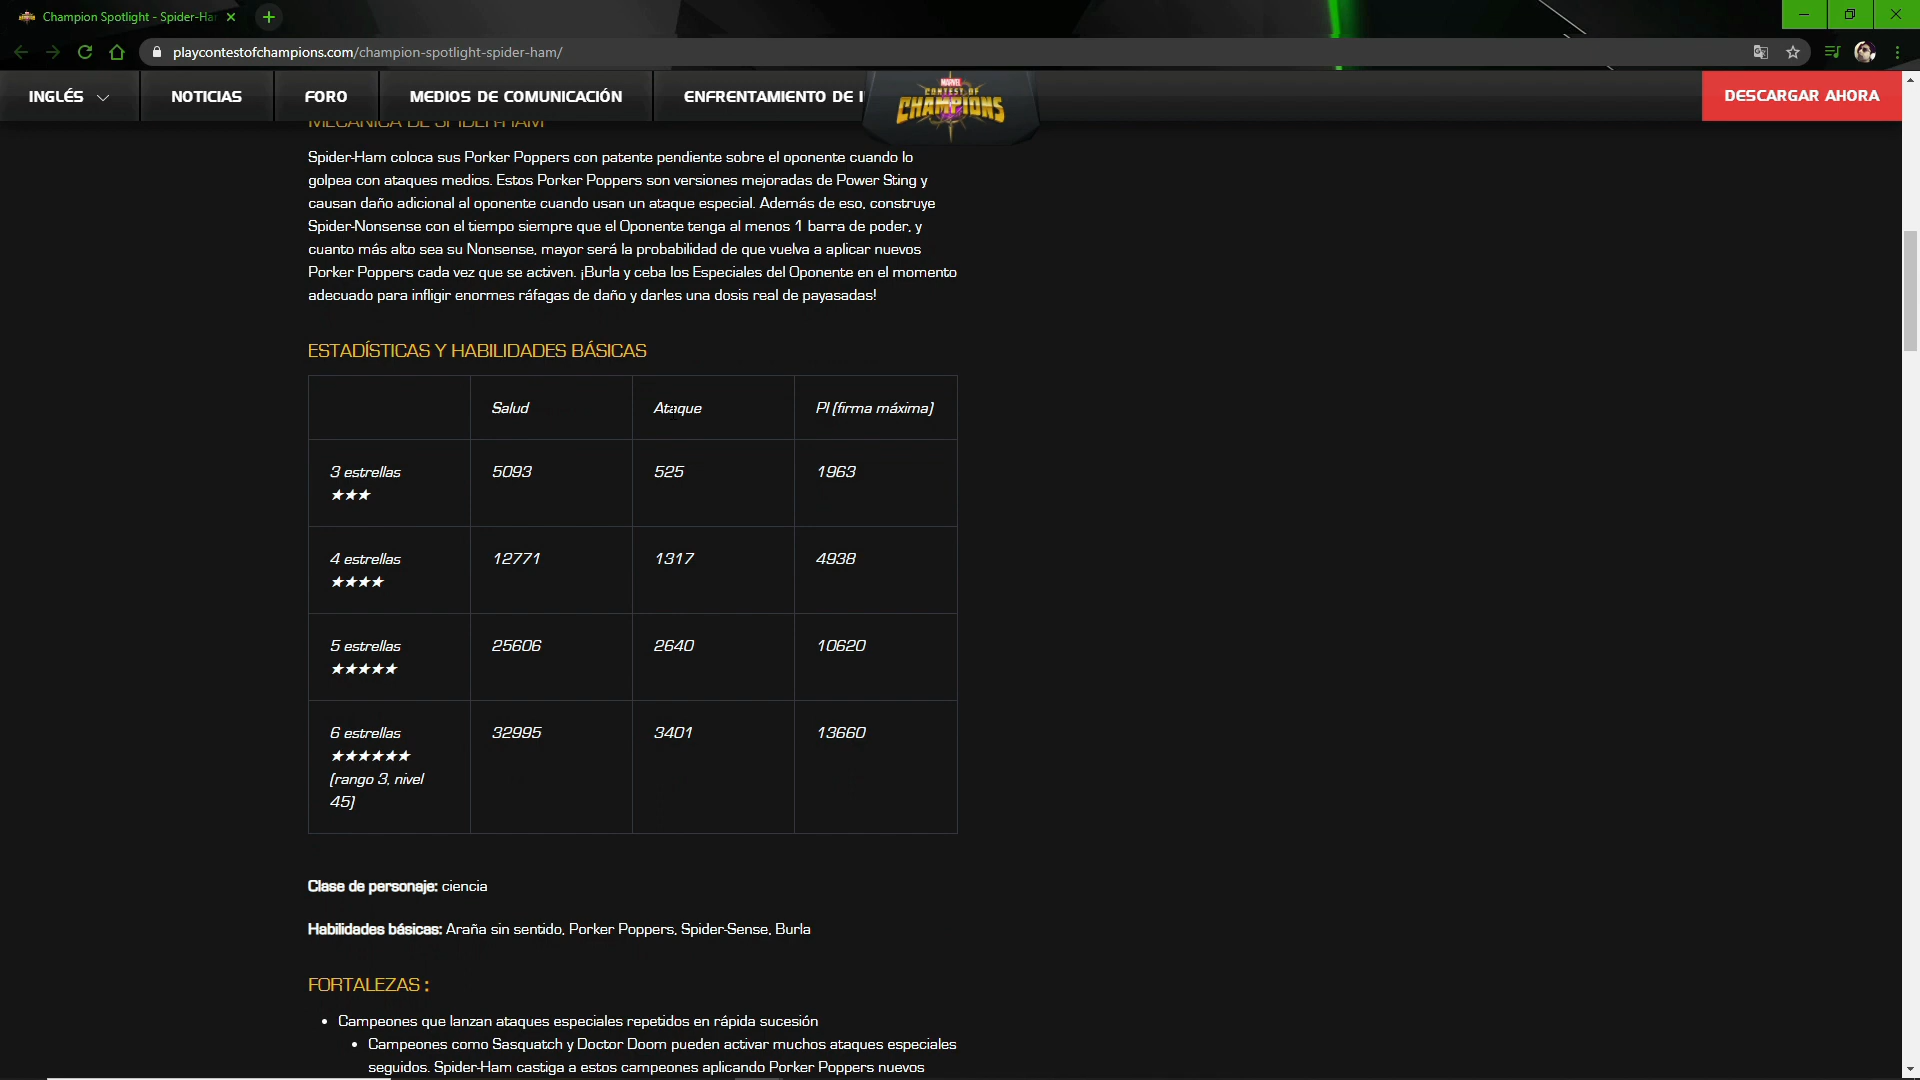 Champion Spotlight - Spider-Ha
playcontestofchampions.com/champion-spotlight-spider-ham/
INGLÉS
NOTICIAS
FORO
MEDIOS DE COMUNICACIÓN
ENFRENTAMIENTO DE
MARVEL
CONTEST OF
CHAMPIONS
DESCARGAR AHORA
MECÁNICA DE SPIDER-HAM
Spider-Ham coloca sus Porker Poppers con patente pendiente sobre el oponente cuando lo
golpea con ataques medios. Estos Porker Poppers son versiones mejoradas de Power Sting y
causan daño adicional al oponente cuando usan un ataque especial. Además de eso, construye
Spider-Nonsense con el tiempo siempre que el Oponente tenga al menos 1 barra de poder, y
cuanto más alto sea su Nonsense, mayor será la probabilidad de que vuelva a aplicar nuevos
Porker Poppers cada vez que se activen. ¡Burla y ceba los Especiales del Oponente en el momento
adecuado para infligir enormes ráfagas de daño y darles una dosis real de payasadas!
ESTADÍSTICAS Y HABILIDADES BÁSICAS
Salud Ataque PI (firma máxima)
3 estrellas 5093 525 1963
★★★
4 estrellas 12771 1317 4938
★★★★
5 estrellas 25606 2640 10620
★★★★★
6 estrellas 32995 3401 13660
★★★★★★
(rango 3, nivel
45)
Clase de personaje: ciencia
Habilidades básicas: Araña sin sentido, Porker Poppers, Spider-Sense, Burla
FORTALEZAS :
• Campeones que lanzan ataques especiales repetidos en rápida sucesión
• Campeones como Sasquatch y Doctor Doom pueden activar muchos ataques especiales
seguidos. Spider-Ham castiga a estos campeones aplicando Porker Poppers nuevos